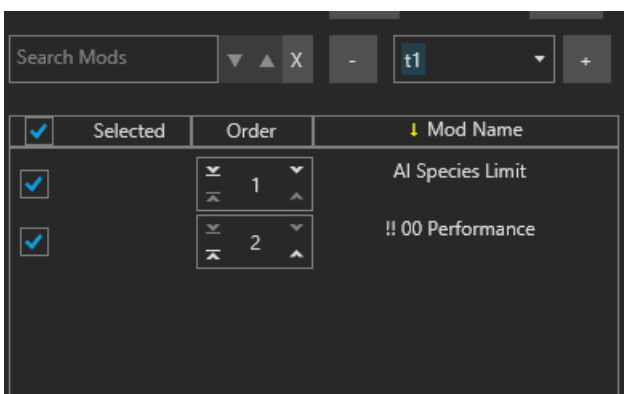 Search Mods ▼ ▲ X - t1 +
Selected Order ↓ Mod Name
1 AI Species Limit
2 !! 00 Performance